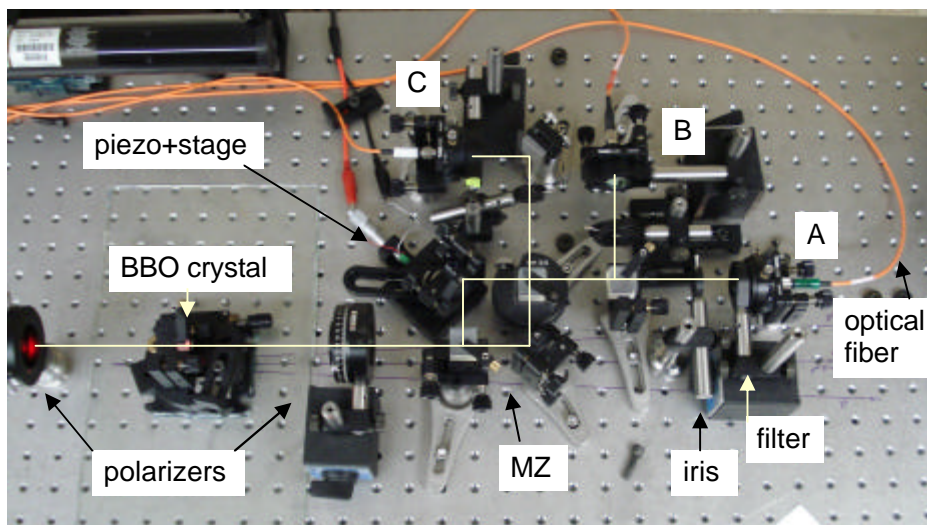 C
piezo+stage
B
A
BBO crystal
optical
fiber
polarizers
MZ
iris
filter